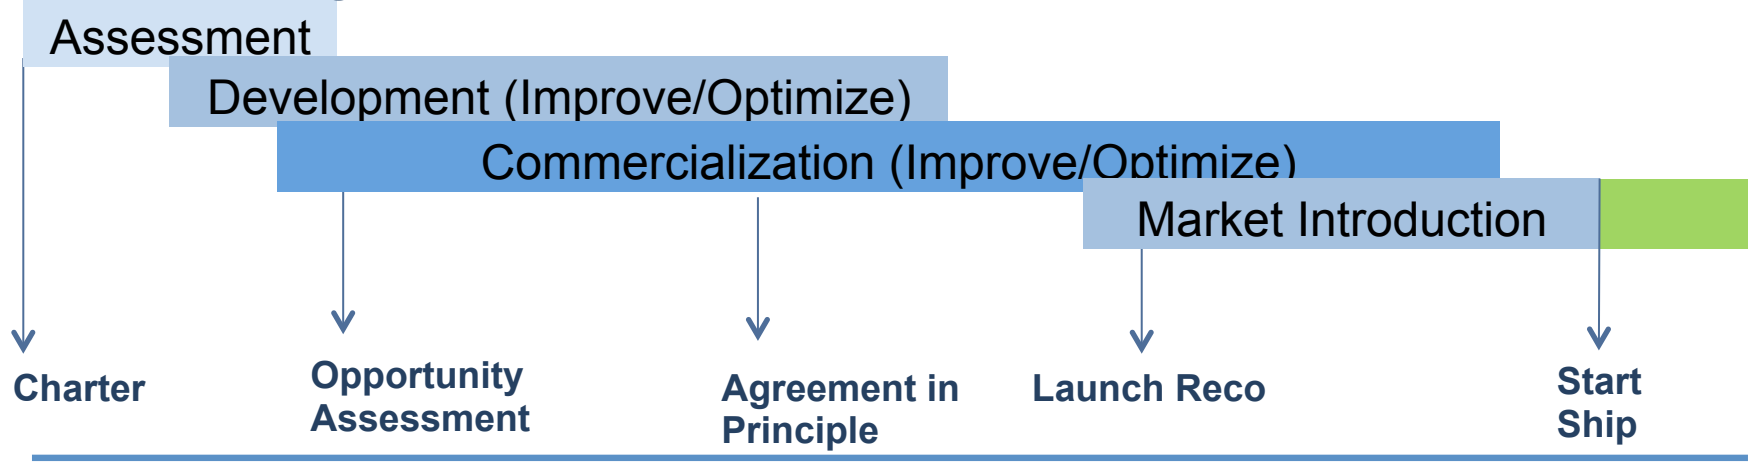 Assessment
Development (Improve/Optimize)
Commercialization (Improve/Optimize)
Market Introduction
Charter
Opportunity
Assessment
Agreement in
Principle
Launch Reco
Start
Ship